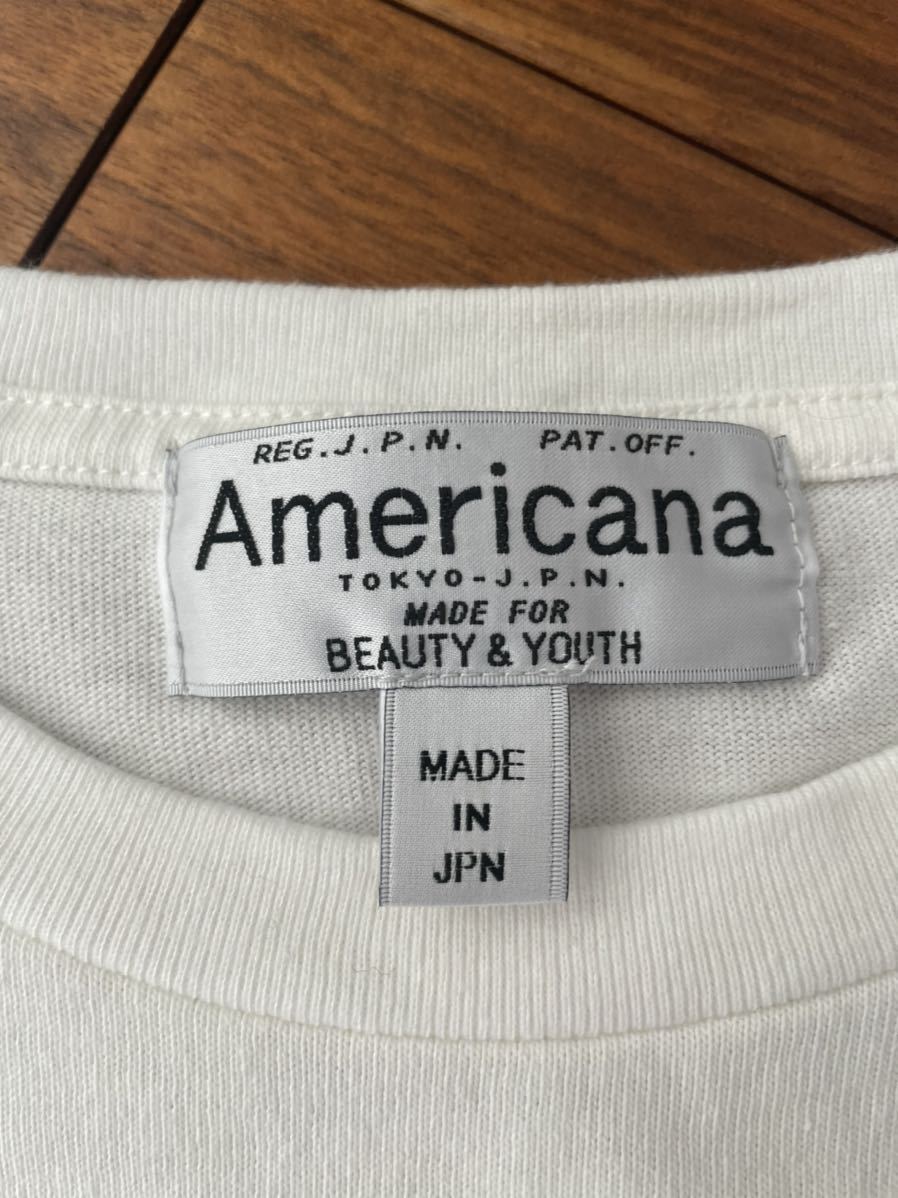 REG.J.P.N. PAT.OFF.
Americana
TOKYO-J.P.N.
MADE FOR
BEAUTY & YOUTH
MADE
IN
JPN